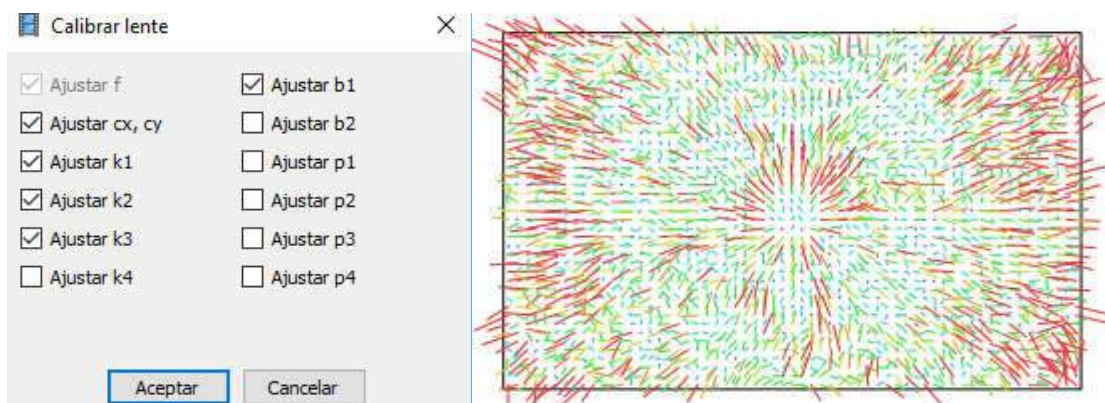 Calibrar lente
Ajustar f
Ajustar b1
Ajustar cx, cy
Ajustar b2
Ajustar k1
Ajustar p1
Ajustar k2
Ajustar p2
Ajustar k3
Ajustar p3
Ajustar k4
Ajustar p4
Aceptar
Cancelar